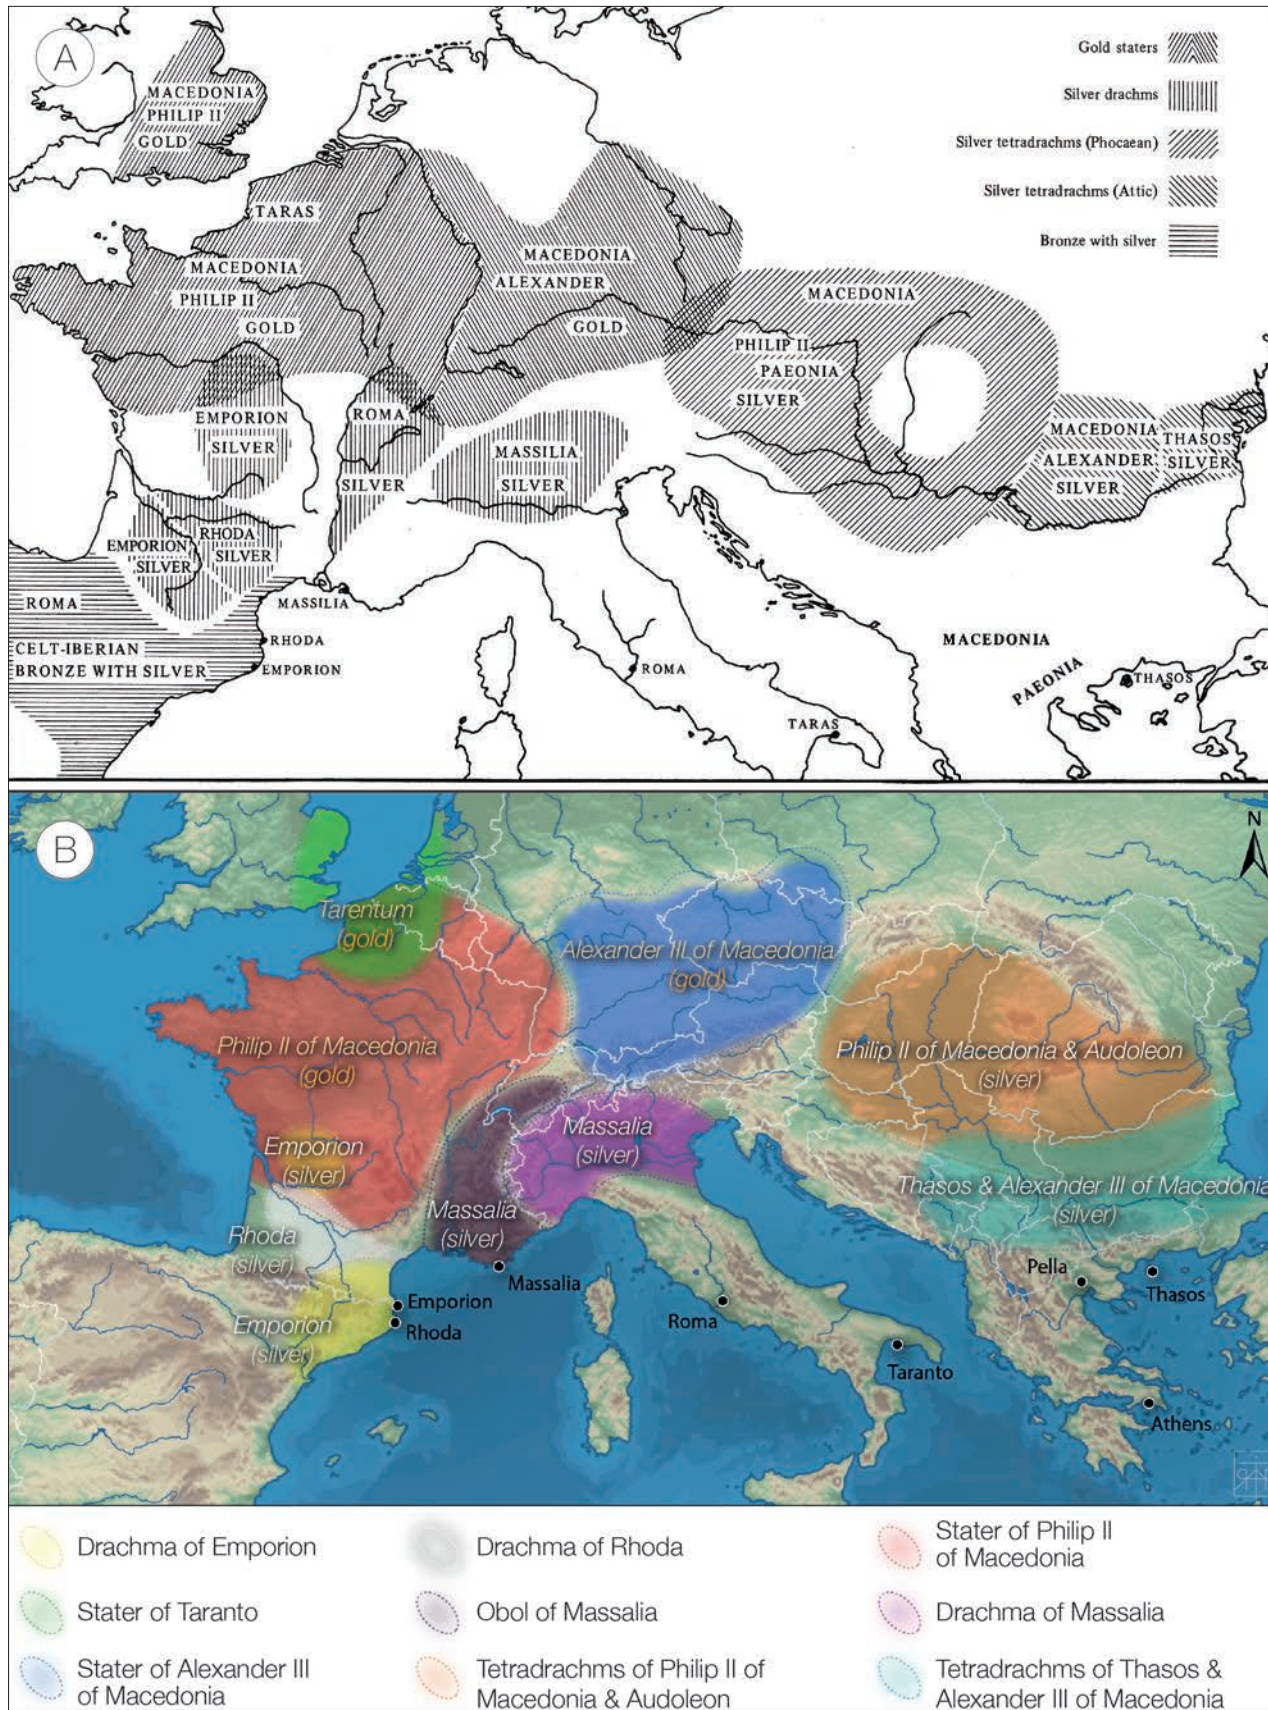 A
Gold staters
Silver drachms
Silver tetradrachms (Phocaean)
Silver tetradrachms (Attic)
Bronze with silver
MACEDONIA
PHILIP II
GOLD
TARAS
MACEDONIA
PHILIP II
GOLD
MACEDONIA
ALEXANDER
GOLD
MACEDONIA
PHILIP II
PAEONIA
SILVER
EMPORION
SILVER
ROMA
SILVER
MASSILIA
SILVER
MACEDONIA
ALEXANDER
SILVER
THASOS
SILVER
RHODA
SILVER
EMPORION
SILVER
ROMA
CELT-IBERIAN
BRONZE WITH SILVER
MASSILIA
RHODA
EMPORION
ROMA
TARAS
MACEDONIA
PAEONIA
THASOS
B
N
Tarentum
(gold)
Alexander III of Macedonia
(gold)
Philip II of Macedonia
(gold)
Philip II of Macedonia & Audoleon
(silver)
Emporion
(silver)
Massalia
(silver)
Massalia
(silver)
Thasos & Alexander III of Macedonia
(silver)
Rhoda
(silver)
Emporion
(silver)
Massalia
Emporion
Rhoda
Roma
Taranto
Pella
Thasos
Athens
Drachma of Emporion
Drachma of Rhoda
Stater of Philip II
of Macedonia
Stater of Taranto
Obol of Massalia
Drachma of Massalia
Stater of Alexander III
of Macedonia
Tetradrachms of Philip II of
Macedonia & Audoleon
Tetradrachms of Thasos &
Alexander III of Macedonia